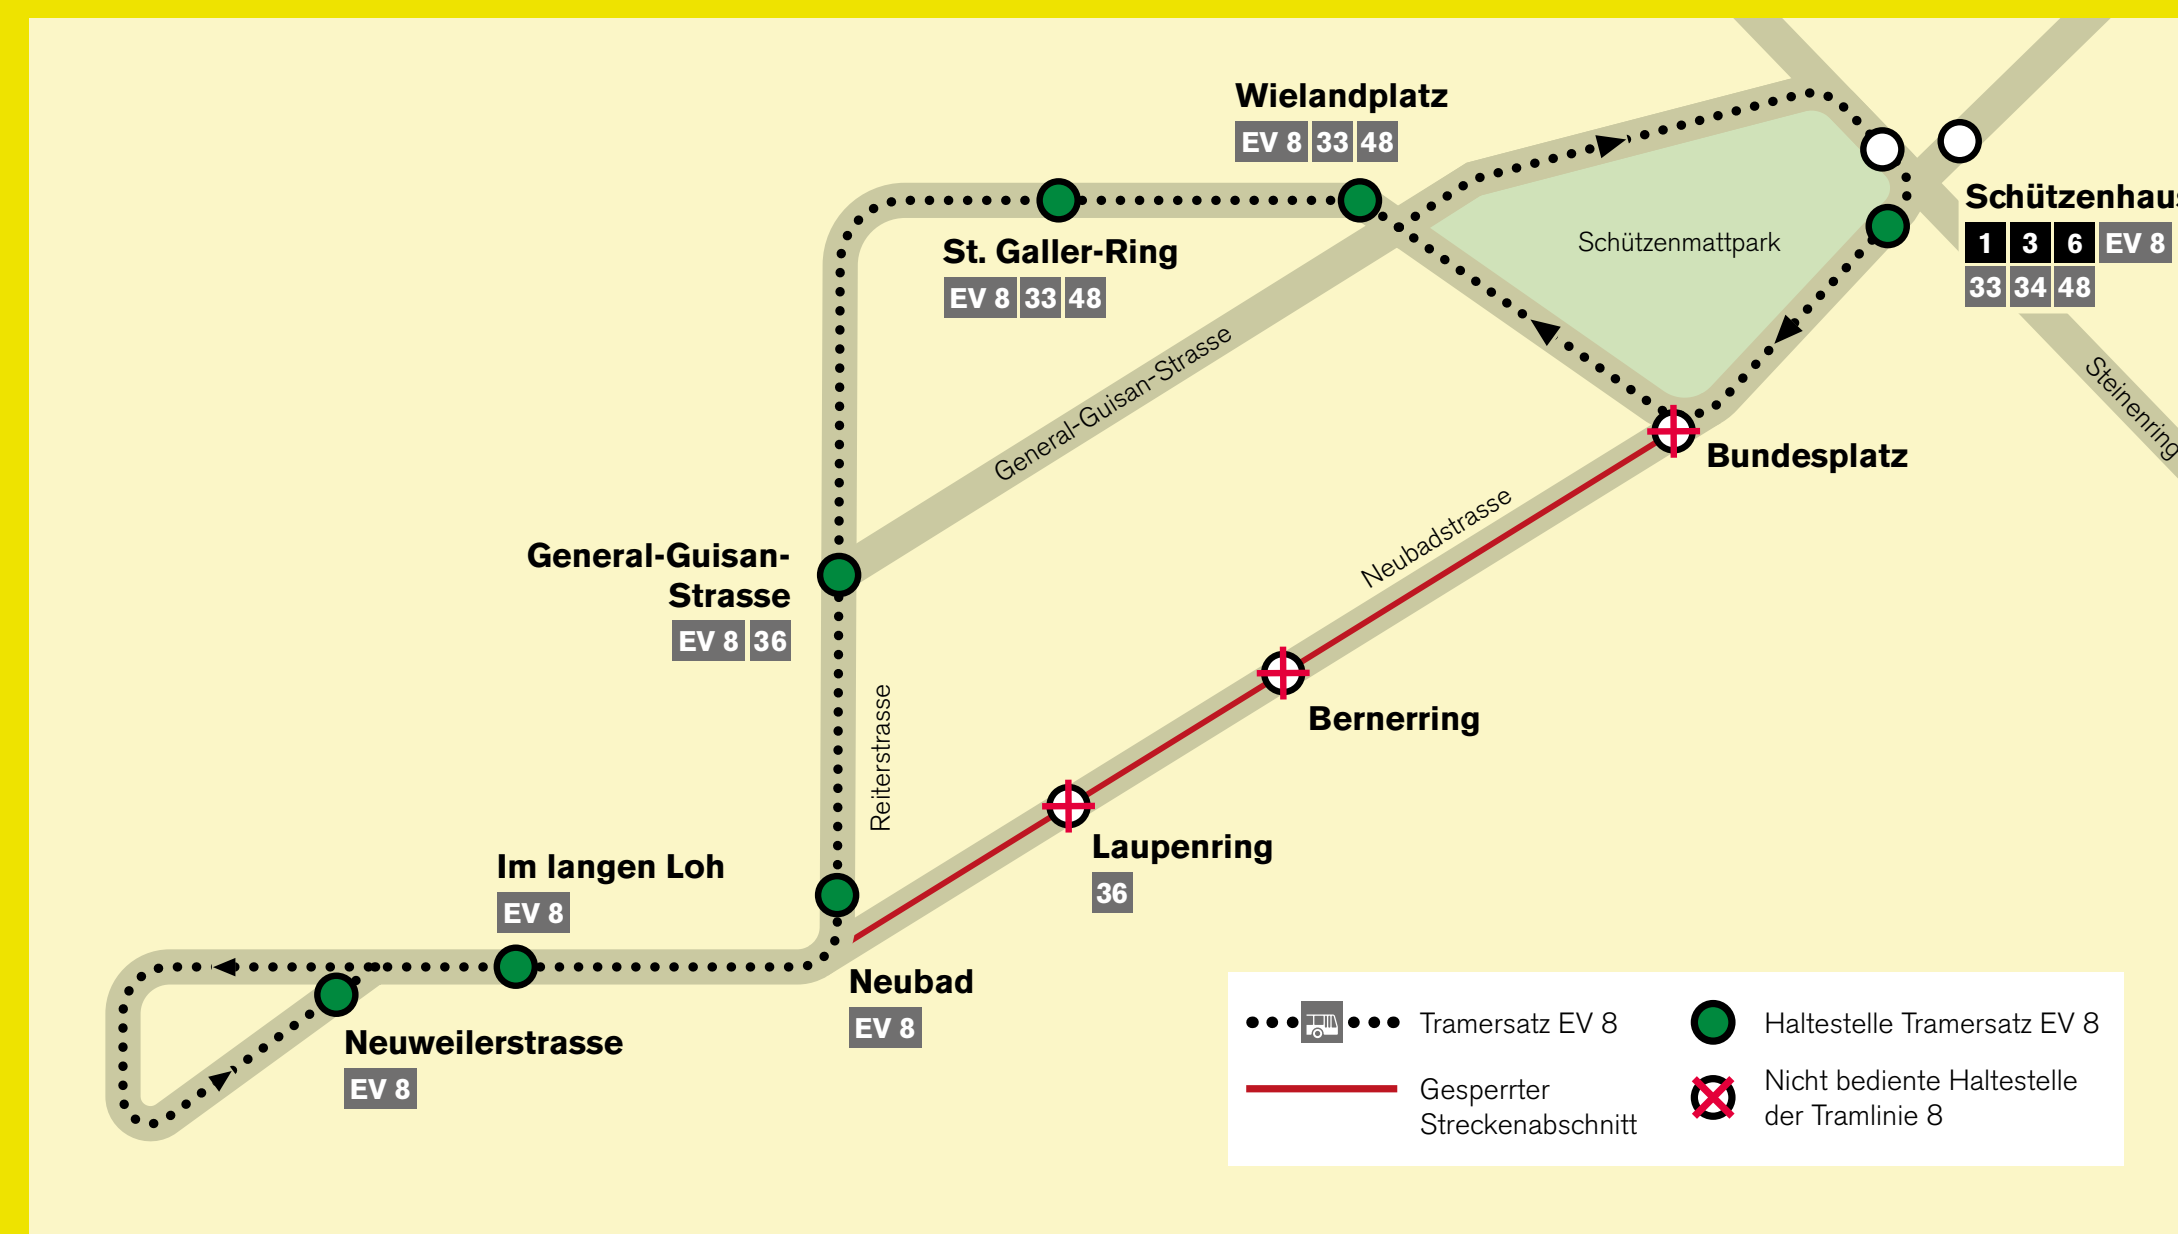 Wielandplatz
EV 8 33 48
St. Galler-Ring
EV 8 33 48
Schützenmattpark
Schützenhaus
1 3 6 EV 8
33 34 48
Steinenring
General-Guisan-Strasse
Bundesplatz
Neubadstrasse
General-Guisan-
Strasse
EV 8 36
Reiterstrasse
Bernerring
Laupenring
36
Im langen Loh
EV 8
Neubad
EV 8
Neuweilerstrasse
EV 8
Tramersatz EV 8
Haltestelle Tramersatz EV 8
Gesperrter
Streckenabschnitt
Nicht bediente Haltestelle
der Tramlinie 8